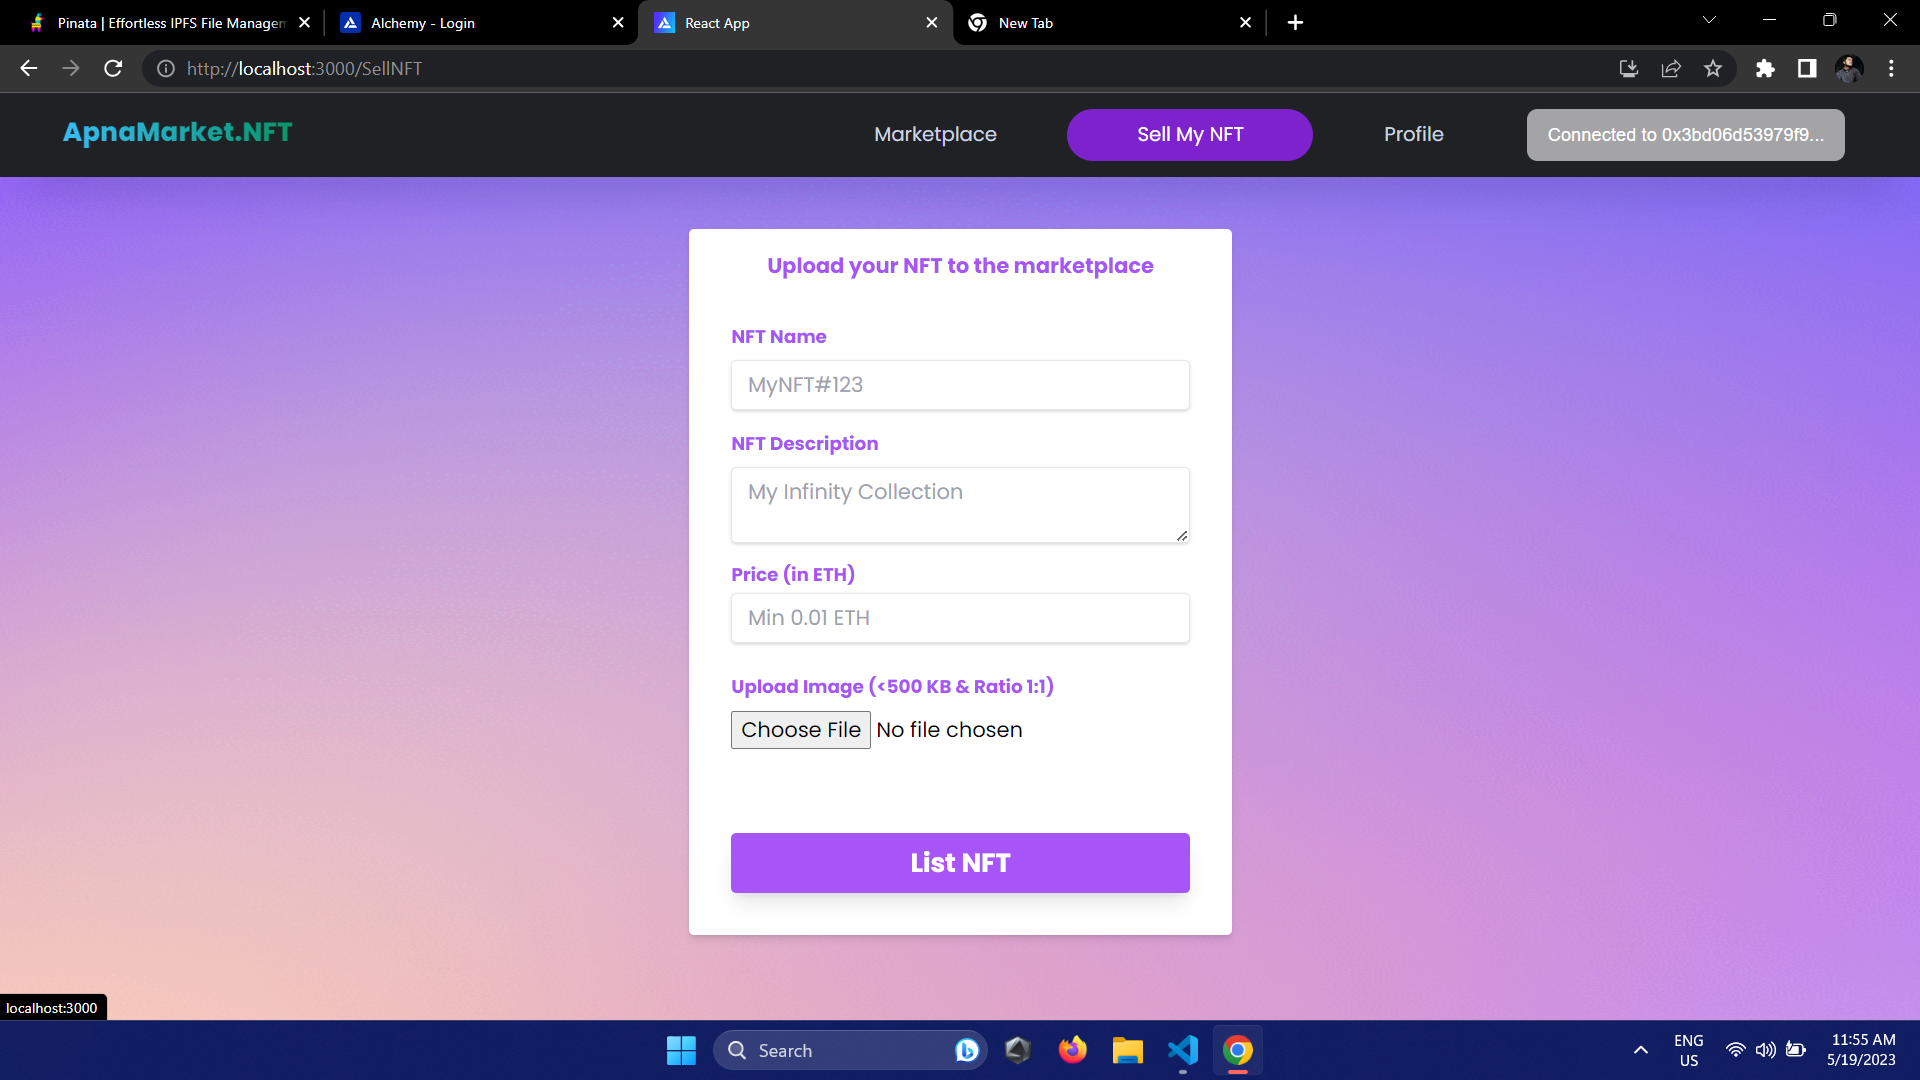 Pinata | Effortless IPFS File Managem
Alchemy - Login
React App
New Tab
http://localhost:3000/SellNFT
ApnaMarket.NFT
Marketplace
Sell My NFT
Profile
Connected to 0x3bd06d53979f9...
Upload your NFT to the marketplace
NFT Name
MyNFT#123
NFT Description
My Infinity Collection
Price (in ETH)
Min 0.01 ETH
Upload Image (<500 KB & Ratio 1:1)
Choose File No file chosen
List NFT
localhost:3000
Search
ENG
US
11:55 AM
5/19/2023